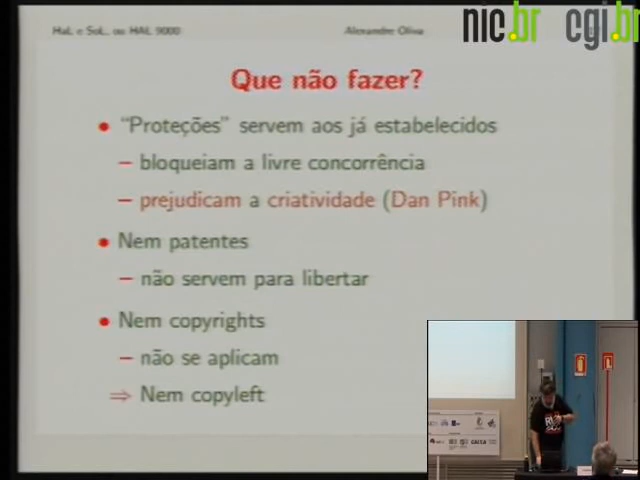 HaL e SoL, ou HAL 9000
Alexandre Oliva
nic.br cgi.br
Que não fazer?
“Proteções” servem aos já estabelecidos
– bloqueiam a livre concorrência
– prejudicam a criatividade (Dan Pink)
Nem patentes
– não servem para libertar
Nem copyrights
– não se aplicam
⇒ Nem copyleft
CAIXA